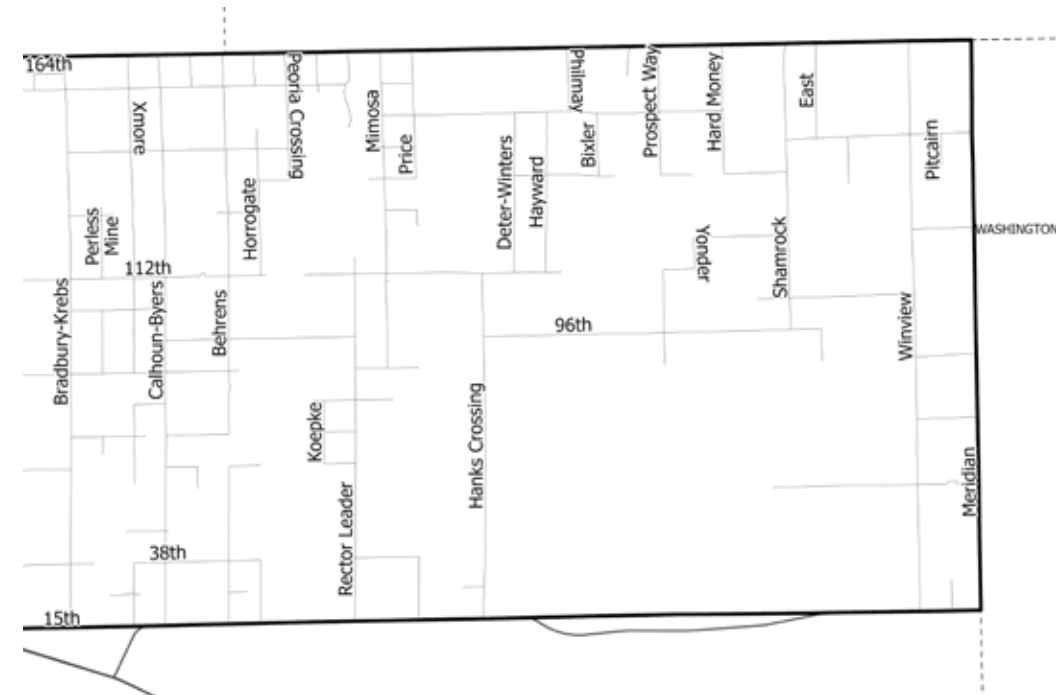 164th
Xmore
Peoria Crossing
Mimosa
Price
Philmay
Bixler
Prospect Way
Hard Money
East
Pitcairn
Deter-Winters
Hayward
Horrogate
Perless
Mine
112th
Yonder
Shamrock
WASHINGTON
Bradbury-Krebs
Calhoun-Byers
Behrens
96th
Winview
Koepke
Hanks Crossing
Rector Leader
Meridian
38th
15th